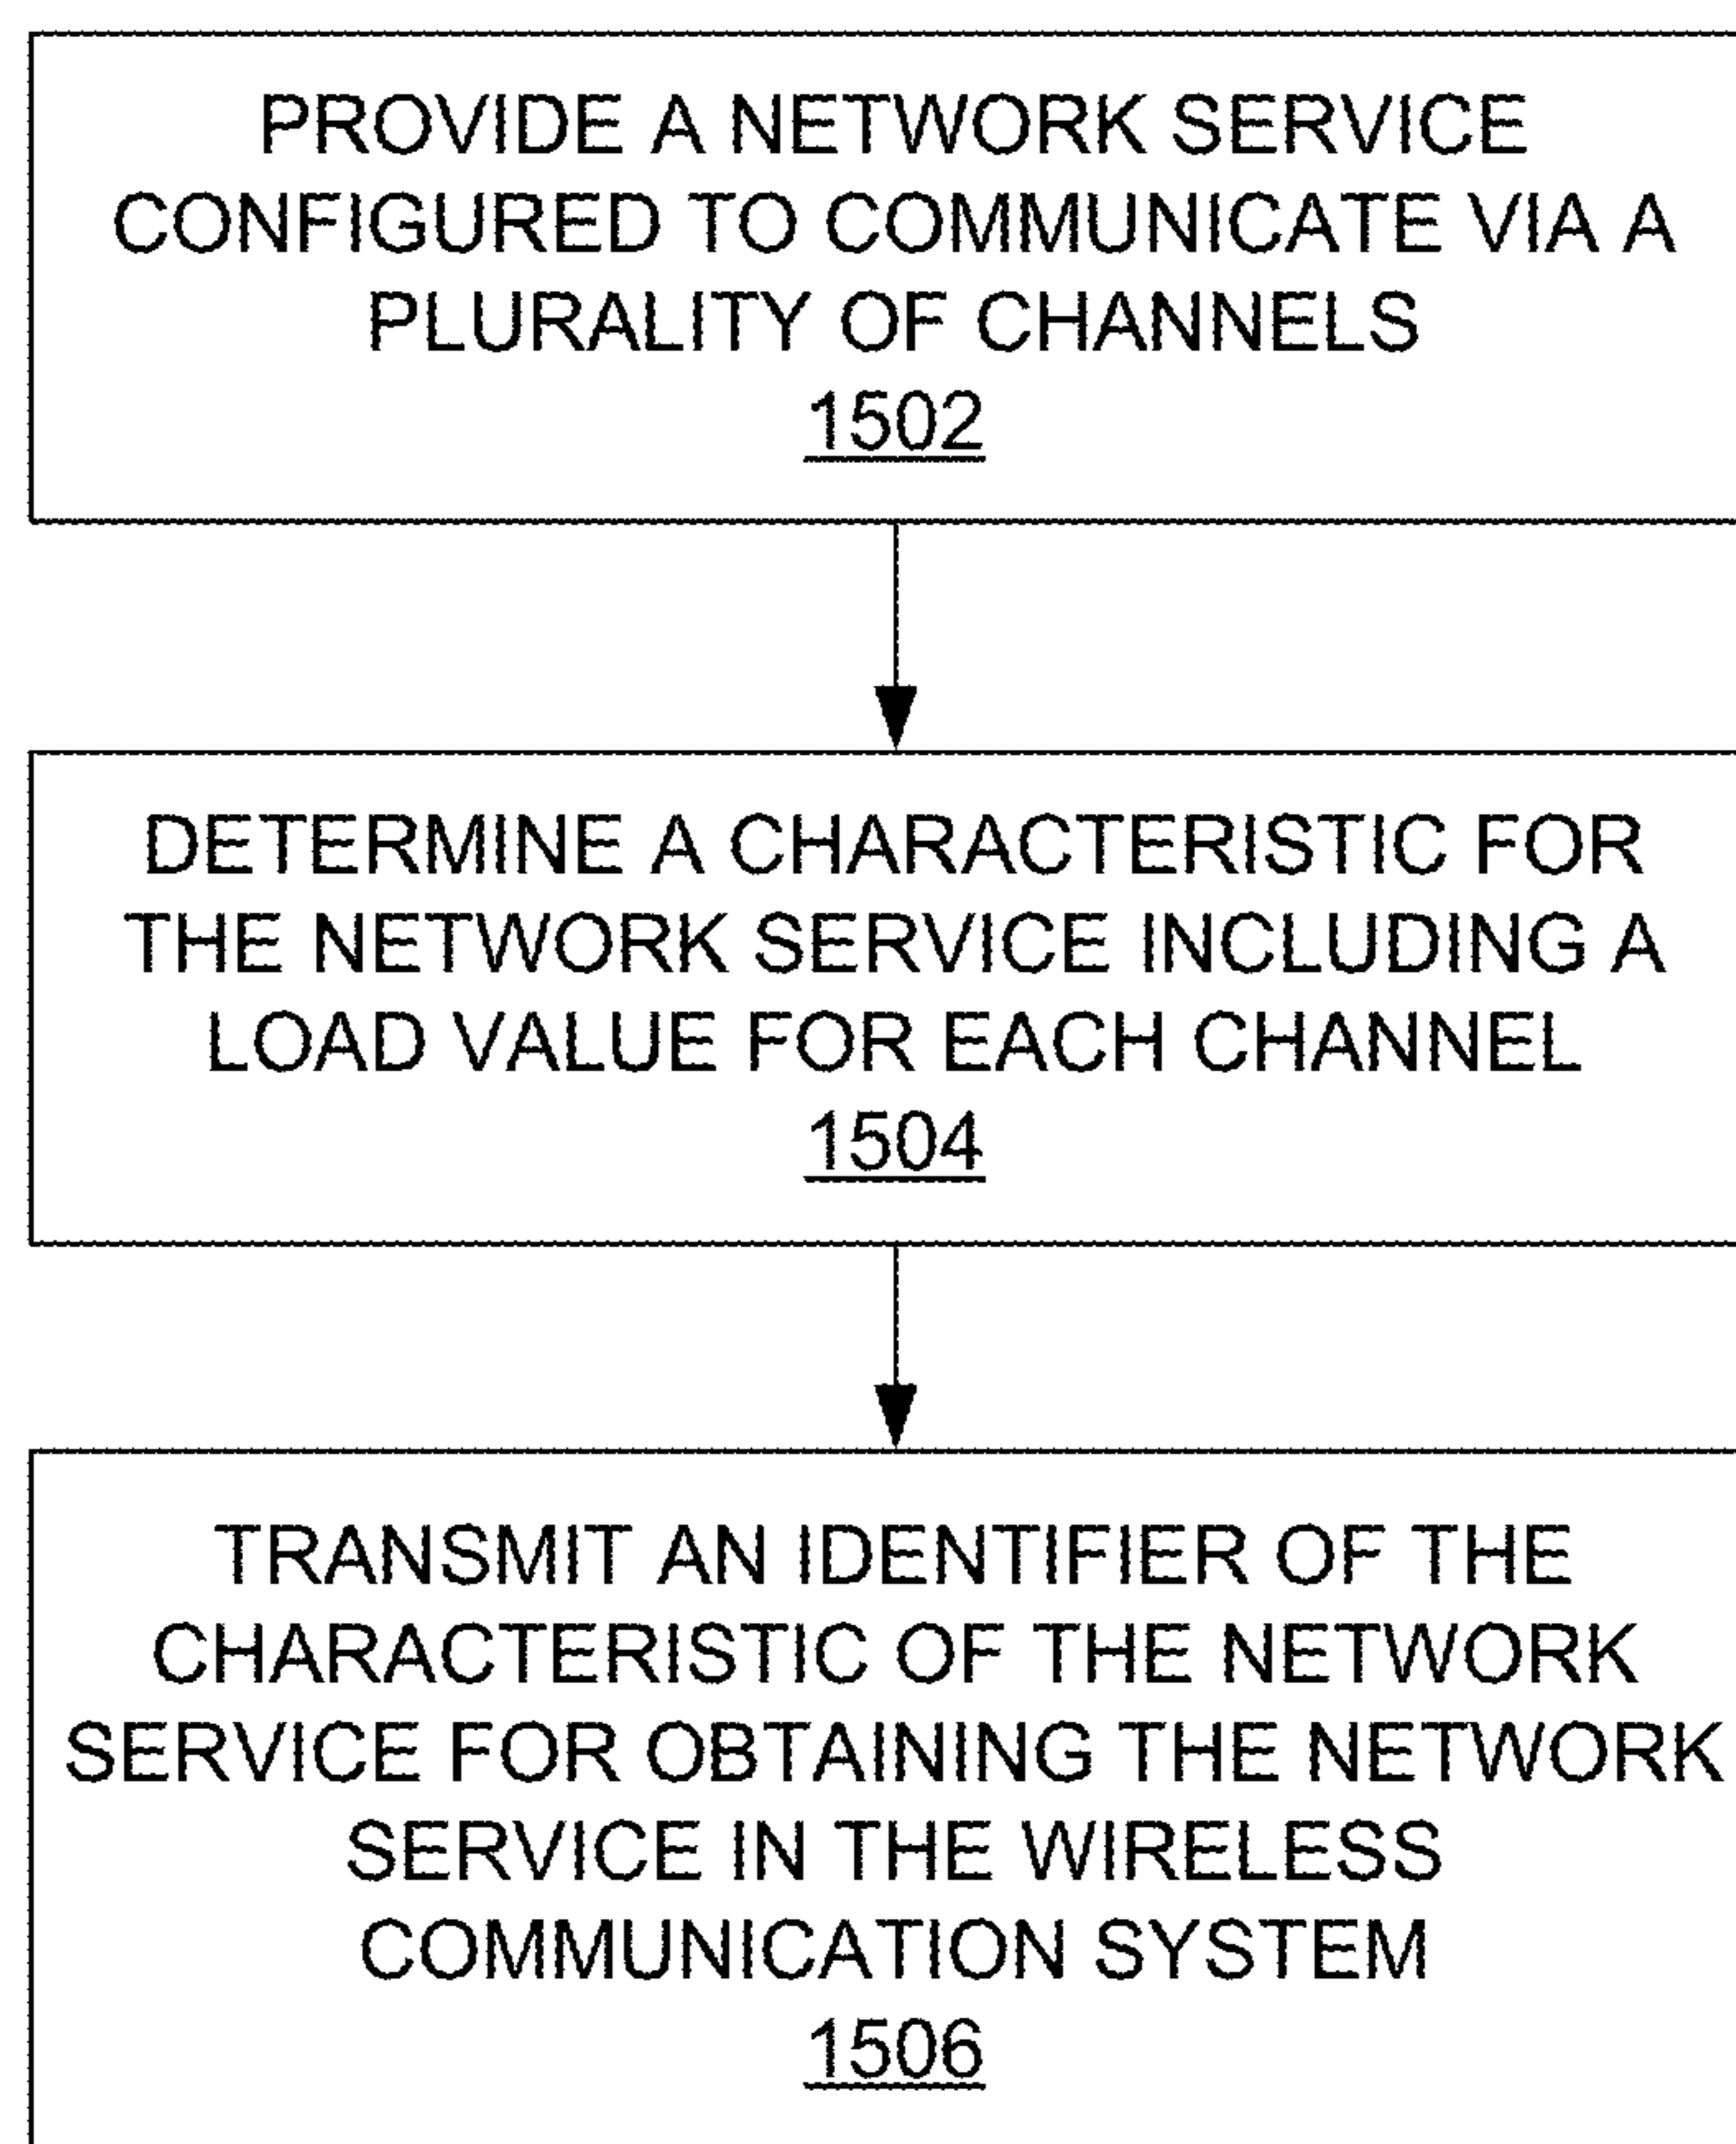 PROVIDE A NETWORK SERVICE
CONFIGURED TO COMMUNICATE VIA A
PLURALITY OF CHANNELS
1502
DETERMINE A CHARACTERISTIC FOR
THE NETWORK SERVICE INCLUDING A
LOAD VALUE FOR EACH CHANNEL
1504
TRANSMIT AN IDENTIFIER OF THE
CHARACTERISTIC OF THE NETWORK
SERVICE FOR OBTAINING THE NETWORK
SERVICE IN THE WIRELESS
COMMUNICATION SYSTEM
1506